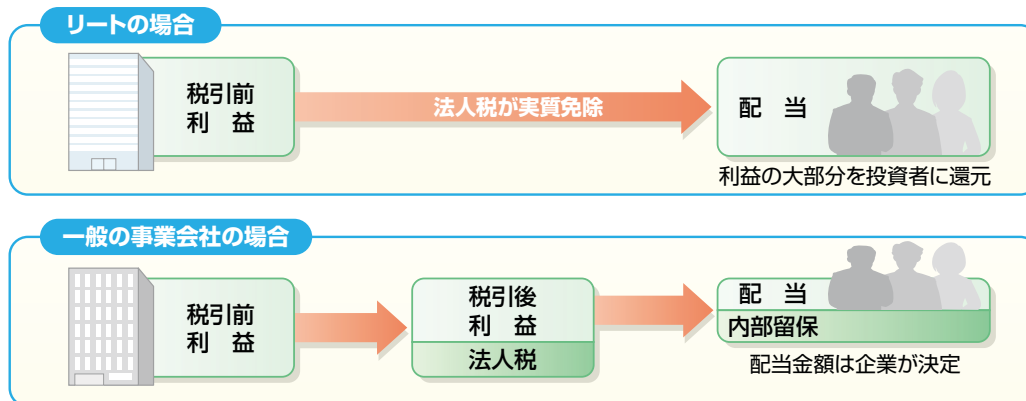 リートの場合
税引前
利　益
法人税が実質免除
配　当
利益の大部分を投資者に還元
一般の事業会社の場合
税引前
利　益
税引後
利　益
法人税
配　当
内部留保
配当金額は企業が決定